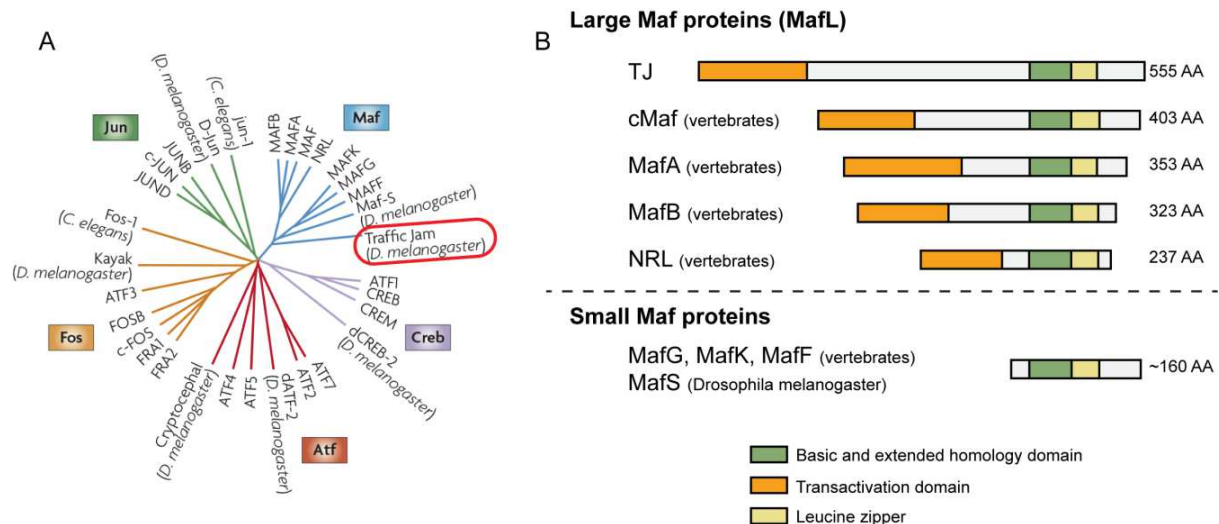 A
Jun
Maf
Fos
Creb
Atf
jun-1
(C. elegans)
D-Jun
(D. melanogaster)
JUNB
c-JUN
JUND
Fos-1
(C. elegans)
Kayak
(D. melanogaster)
ATF3
FOSB
c-FOS
FRA1
FRA2
Cryptocephal
(D. melanogaster)
ATF4
ATF5
dATF-2
(D. melanogaster)
ATF2
ATF7
dCREB-2
(D. melanogaster)
CREM
CREB
ATF1
Traffic Jam
(D. melanogaster)
Maf-S
(D. melanogaster)
MAFF
MAFG
MAFK
NRL
MAF
MAFA
MAFB
B
Large Maf proteins (MafL)
TJ 555 AA
cMaf (vertebrates) 403 AA
MafA (vertebrates) 353 AA
MafB (vertebrates) 323 AA
NRL (vertebrates) 237 AA
Small Maf proteins
MafG, MafK, MafF (vertebrates)
MafS (Drosophila melanogaster) ~160 AA
Basic and extended homology domain
Transactivation domain
Leucine zipper